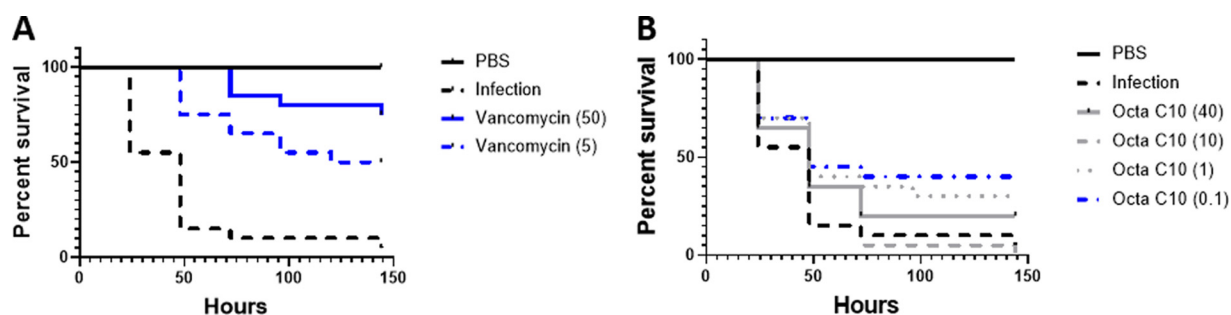 A
Percent survival
100
50
0
0
50
100
150
Hours
PBS
Infection
Vancomycin (50)
Vancomycin (5)
B
Percent survival
100
50
0
0
50
100
150
Hours
PBS
Infection
Octa C10 (40)
Octa C10 (10)
Octa C10 (1)
Octa C10 (0.1)